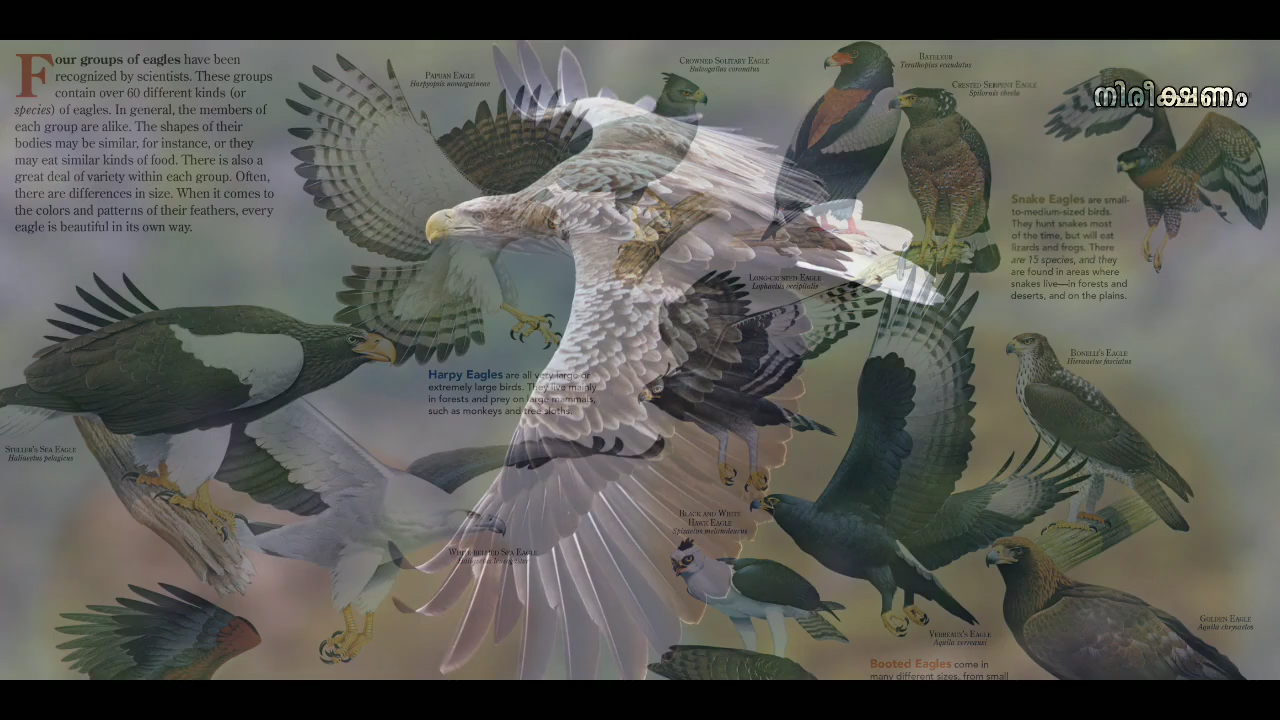 Four groups of eagles have been
recognized by scientists. These groups
contain over 60 different kinds (or
species) of eagles. In general, the members of
each group are alike. The shapes of their
bodies may be similar, for instance, or they
may eat similar kinds of food. There is also a
great deal of variety within each group. Often,
there are differences in size. When it comes to
the colors and patterns of their feathers, every
eagle is beautiful in its own way.
PAPUAN EAGLE
Harpyopsis novaeguineae
CROWNED SOLITARY EAGLE
Buteogallus coronatus
BATELEUR
Terathopius ecaudatus
CRESTED SERPENT EAGLE
Spilornis cheela
നിരീക്ഷണം
Snake Eagles are small-
to-medium-sized birds.
They hunt snakes most
of the time, but will eat
lizards and frogs. There
are 15 species, and they
are found in areas where
snakes live—in forests and
deserts, and on the plains.
LONG-CRESTED EAGLE
Lophaetus occipitalis
BONELLI'S EAGLE
Hieraaetus fasciatus
Harpy Eagles are all very large or
extremely large birds. They live mainly
in forests and prey on large mammals,
such as monkeys and tree sloths.
STELLER'S SEA EAGLE
Haliaeetus pelagicus
BLACK AND WHITE
HAWK EAGLE
Spizaetus melanoleucus
WHITE-BELLIED SEA EAGLE
Haliaeetus leucogaster
VERREAUX'S EAGLE
Aquila verreauxi
GOLDEN EAGLE
Aquila chrysaetos
Booted Eagles come in
many different sizes, from small